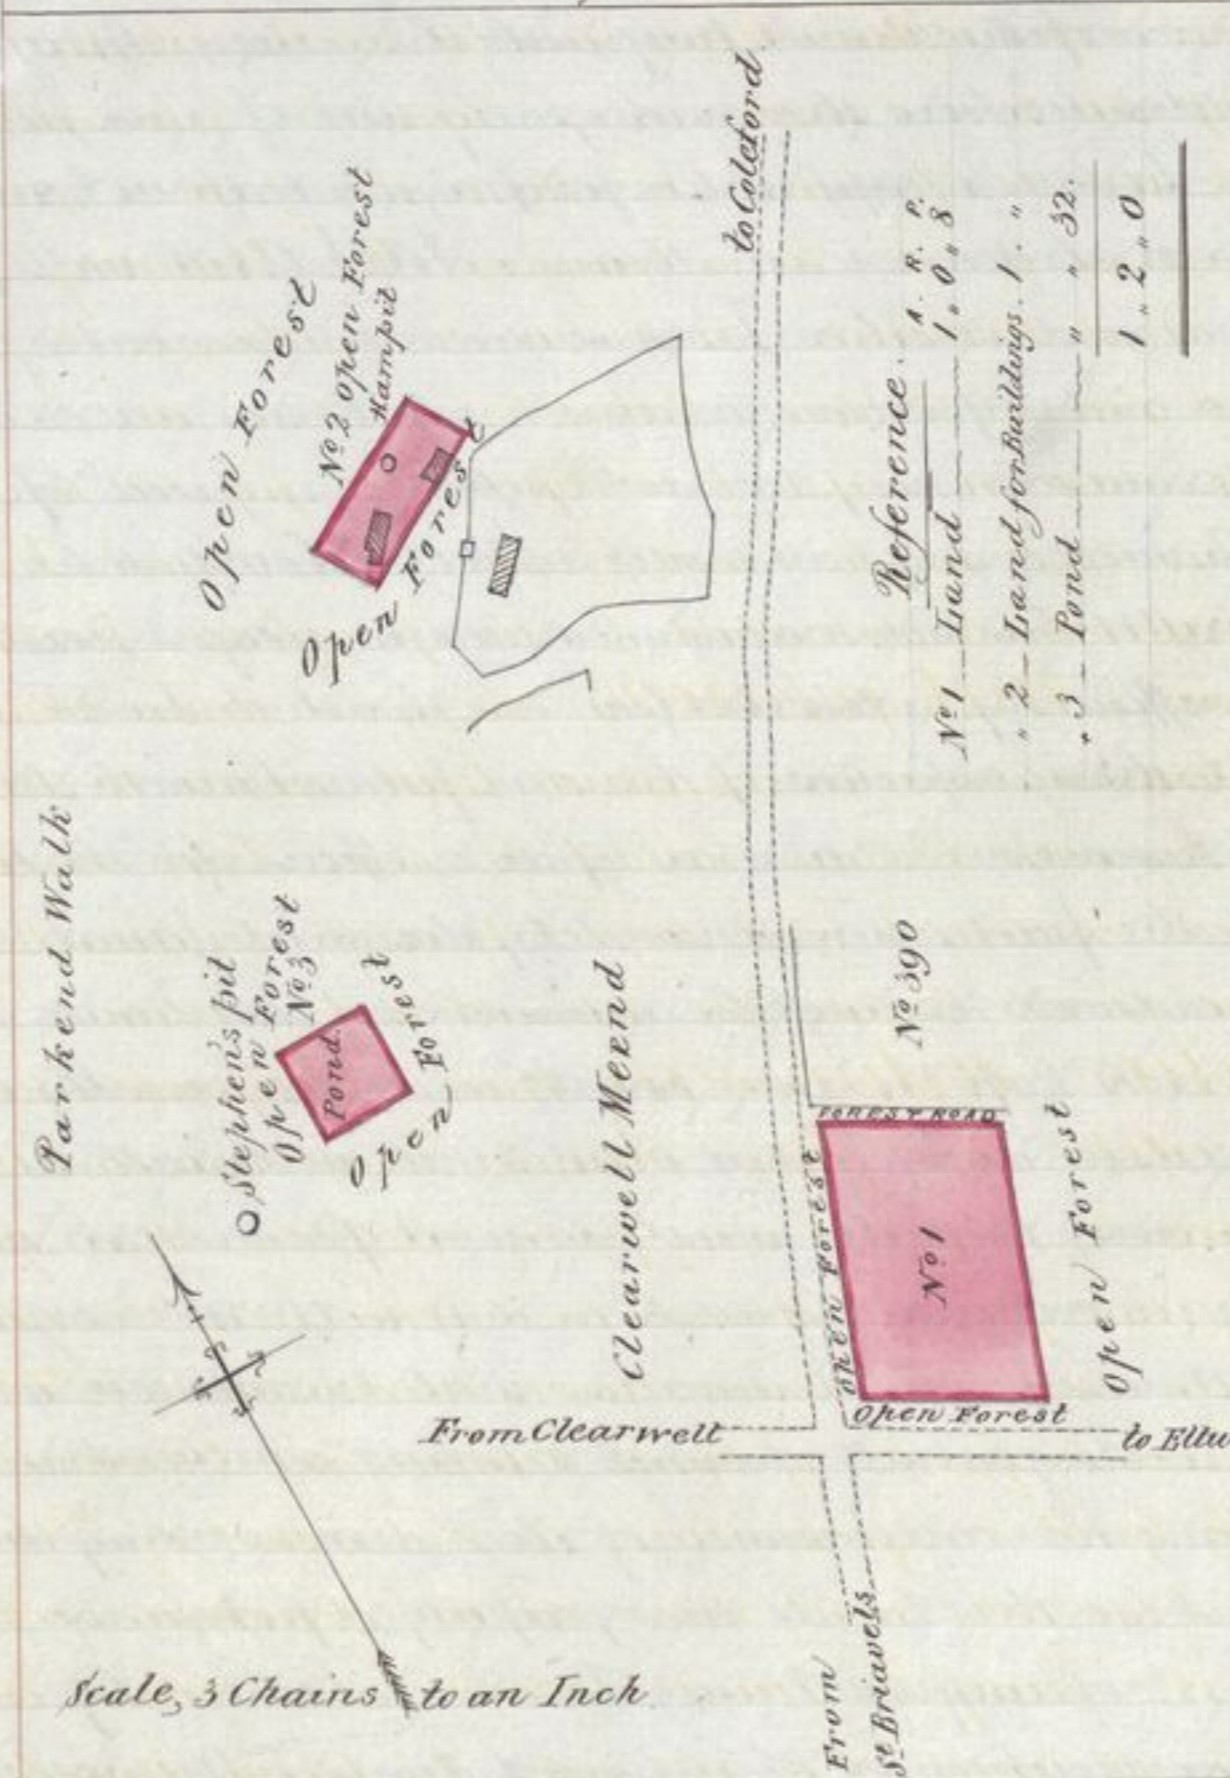 Parkend Walk
Open Forest
No 2 Open Forest
Hampit
Open Forest
to Coleford
Stephen's pit
Open Forest
No 3
Pond.
Open Forest
Clearwell Meend
Reference.
A. R. P.
No 1 Land 1 „ 0 „ 8
„ 2 Land for Buildings. 1 . „
„ 3 Pond „ „ 32.
1 „ 2 „ 0
No 390
FOREST ROAD
Open Forest
No 1
Open Forest
Open Forest
From Clearwell
From
St Briavels
Scale, 3 Chains to an Inch